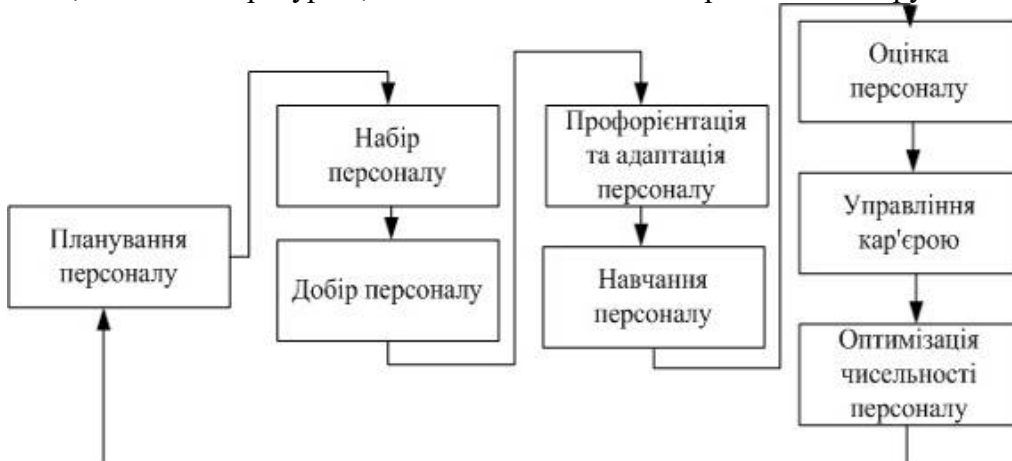 Планування
персоналу
Набір
персоналу
Добір персоналу
Профорієнтація
та адаптація
персоналу
Навчання
персоналу
Оцінка
персоналу
Управління
кар'єрою
Оптимізація
чисельності
персоналу